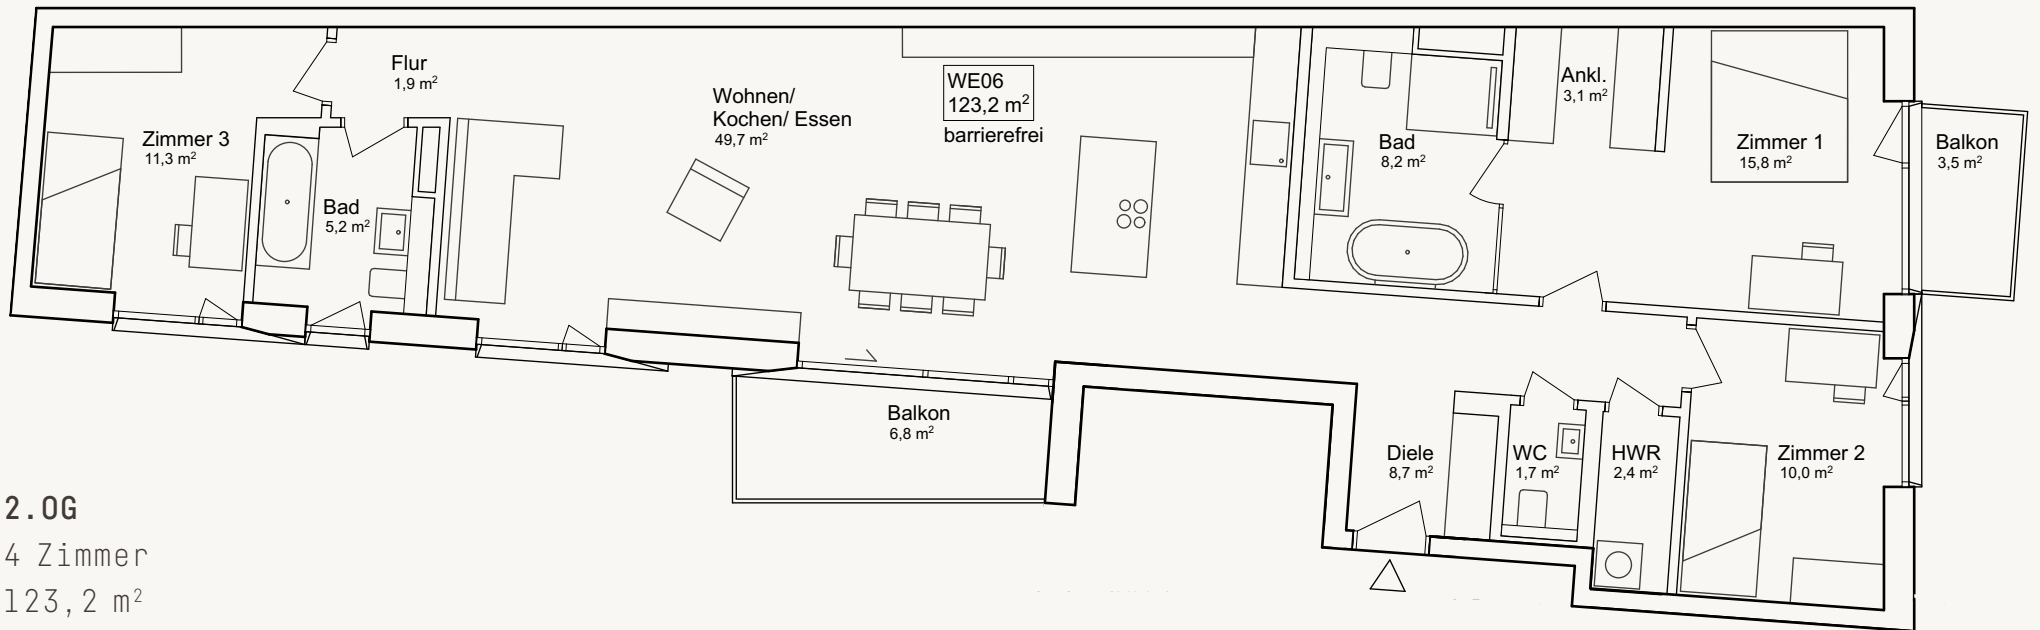 Flur
1,9 m²
Wohnen/
Kochen/ Essen
49,7 m²
WE06
123,2 m²
barrierefrei
Ankl.
3,1 m²
Zimmer 3
11,3 m²
Bad
8,2 m²
Zimmer 1
15,8 m²
Balkon
3,5 m²
Bad
5,2 m²
Balkon
6,8 m²
Diele
8,7 m²
WC
1,7 m²
HWR
2,4 m²
Zimmer 2
10,0 m²
2.OG
4 Zimmer
123,2 m²